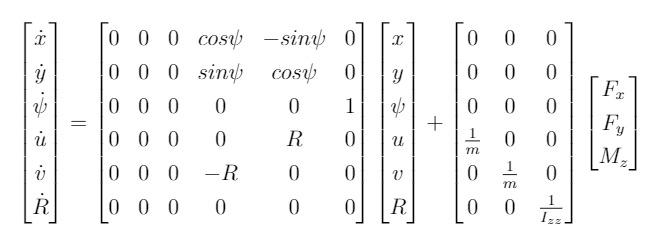 ẋ 0 0 0 cosψ −sinψ 0 x 0 0 0
ẏ 0 0 0 sinψ cosψ 0 y 0 0 0 F_x
ψ̇ = 0 0 0 0 0 1 ψ + 0 0 0 F_y
u̇ 0 0 0 0 R 0 u 1/m 0 0 M_z
v̇ 0 0 0 −R 0 0 v 0 1/m 0
Ṙ 0 0 0 0 0 0 R 0 0 1/I_zz